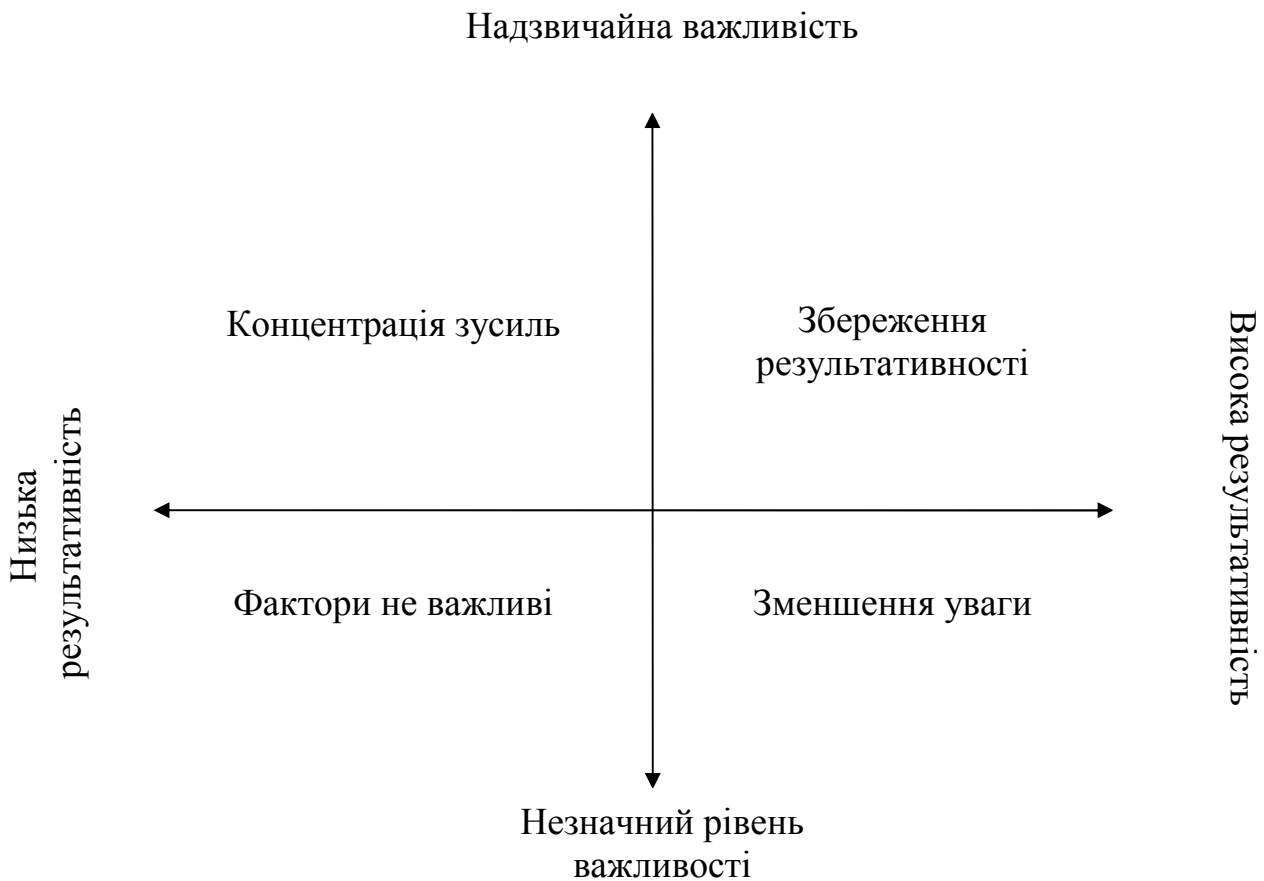 Надзвичайна важливість
Концентрація зусиль
Збереження
результативності
Низька
результативність
Висока результативність
Фактори не важливі
Зменшення уваги
Незначний рівень
важливості